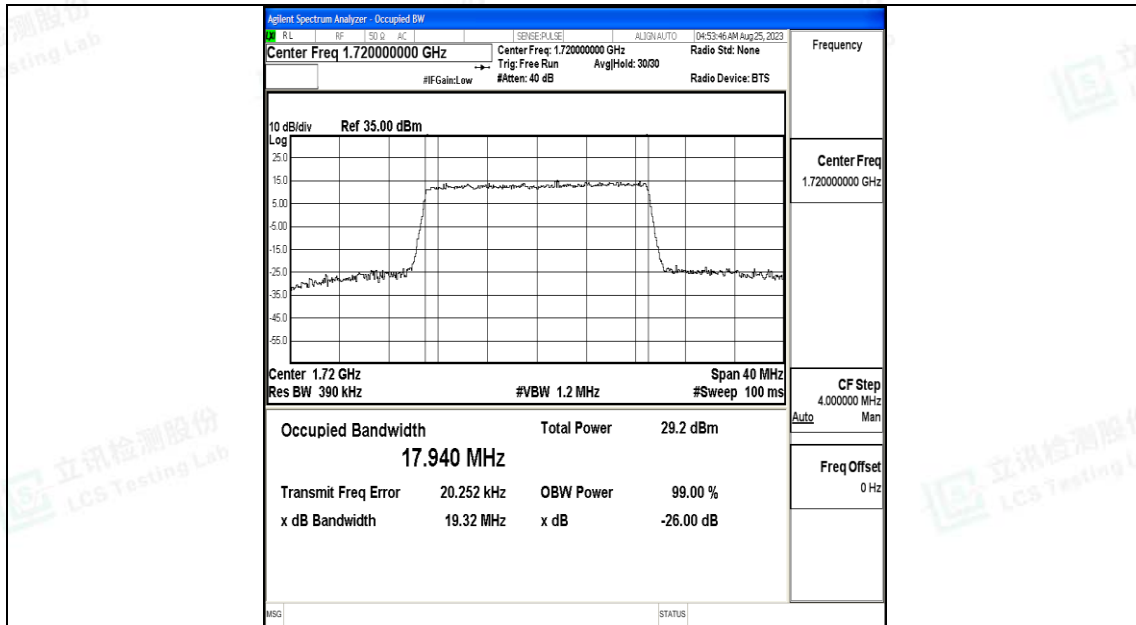 Agilent Spectrum Analyzer - Occupied BW
LXI RL RF 50 Ω AC SENSE:PULSE ALIGN AUTO 04:53:46 AM Aug 25, 2023
Center Freq 1.720000000 GHz
Center Freq: 1.720000000 GHz Radio Std: None
Trig: Free Run Avg|Hold: 30/30
#IFGain:Low #Atten: 40 dB Radio Device: BTS
10 dB/div Ref 35.00 dBm
Log
25.0
15.0
5.00
-5.00
-15.0
-25.0
-35.0
-45.0
-55.0
Center 1.72 GHz Span 40 MHz
Res BW 390 kHz #VBW 1.2 MHz #Sweep 100 ms
Occupied Bandwidth Total Power 29.2 dBm
17.940 MHz
Transmit Freq Error 20.252 kHz OBW Power 99.00 %
x dB Bandwidth 19.32 MHz x dB -26.00 dB
MSG STATUS
Frequency
Center Freq
1.720000000 GHz
CF Step
4.000000 MHz
Auto Man
Freq Offset
0 Hz
立讯检测股份
LCS Testing Lab
立讯检测股份
LCS Testing L